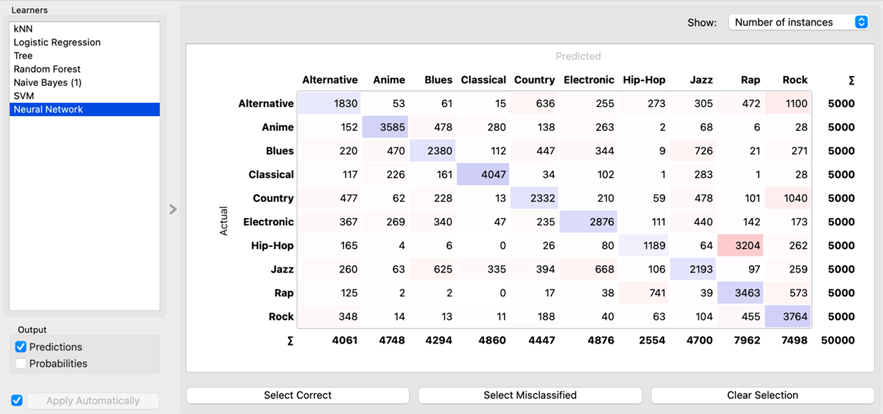 Learners
kNN
Logistic Regression
Tree
Random Forest
Naive Bayes (1)
SVM
Neural Network
Output
Predictions
Probabilities
Apply Automatically
Show: Number of instances
Predicted
Alternative Anime Blues Classical Country Electronic Hip-Hop Jazz Rap Rock Σ
Actual
Alternative 1830 53 61 15 636 255 273 305 472 1100 5000
Anime 152 3585 478 280 138 263 2 68 6 28 5000
Blues 220 470 2380 112 447 344 9 726 21 271 5000
Classical 117 226 161 4047 34 102 1 283 1 28 5000
Country 477 62 228 13 2332 210 59 478 101 1040 5000
Electronic 367 269 340 47 235 2876 111 440 142 173 5000
Hip-Hop 165 4 6 0 26 80 1189 64 3204 262 5000
Jazz 260 63 625 335 394 668 106 2193 97 259 5000
Rap 125 2 2 0 17 38 741 39 3463 573 5000
Rock 348 14 13 11 188 40 63 104 455 3764 5000
Σ 4061 4748 4294 4860 4447 4876 2554 4700 7962 7498 50000
Select Correct Select Misclassified Clear Selection